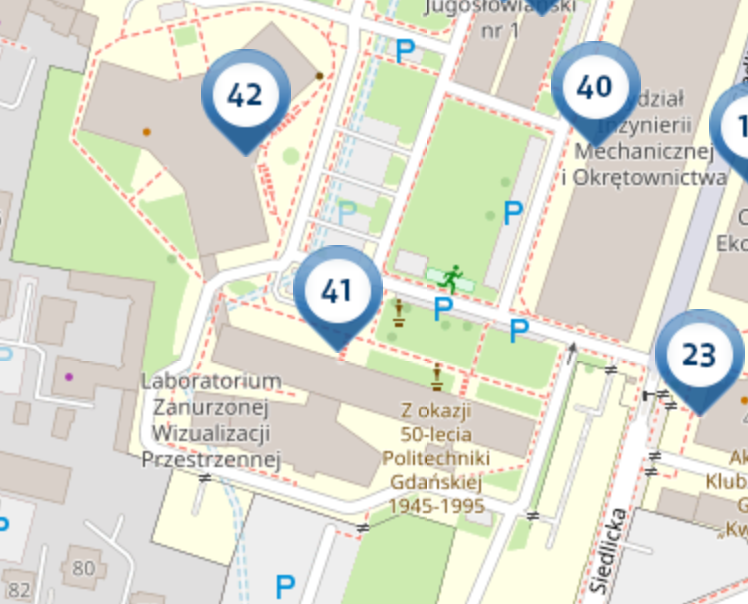 Jugosłowiański
nr 1
P
42
40
Wydział
Inżynierii
Mechanicznej
i Okrętownictwa
1
P
P
41
P
P
23
Laboratorium
Zanurzonej
Wizualizacji
Przestrzennej
Z okazji
50-lecia
Politechniki
Gdańskiej
1945-1995
Siedlicka
P
P
80
82